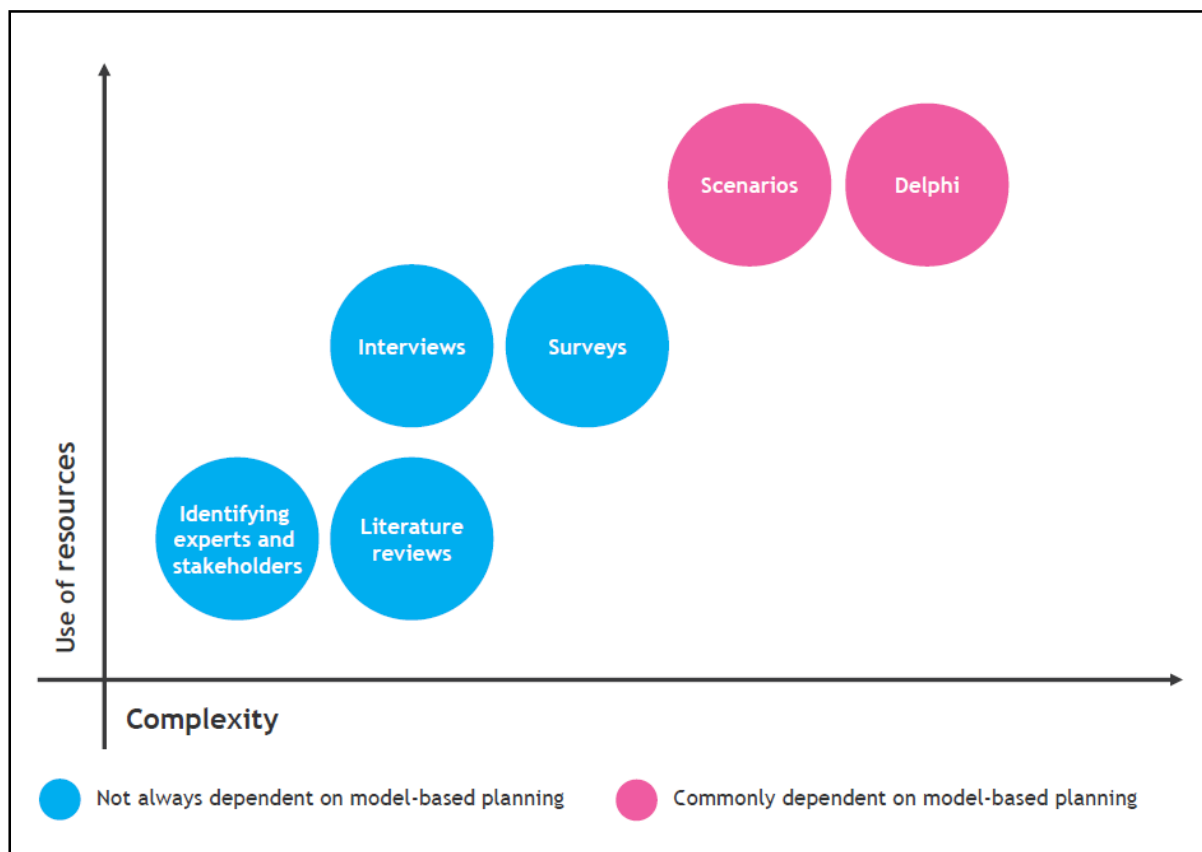 Scenarios
Delphi
Interviews
Surveys
Identifying
experts and
stakeholders
Literature
reviews
Use of resources
Complexity
Not always dependent on model-based planning
Commonly dependent on model-based planning